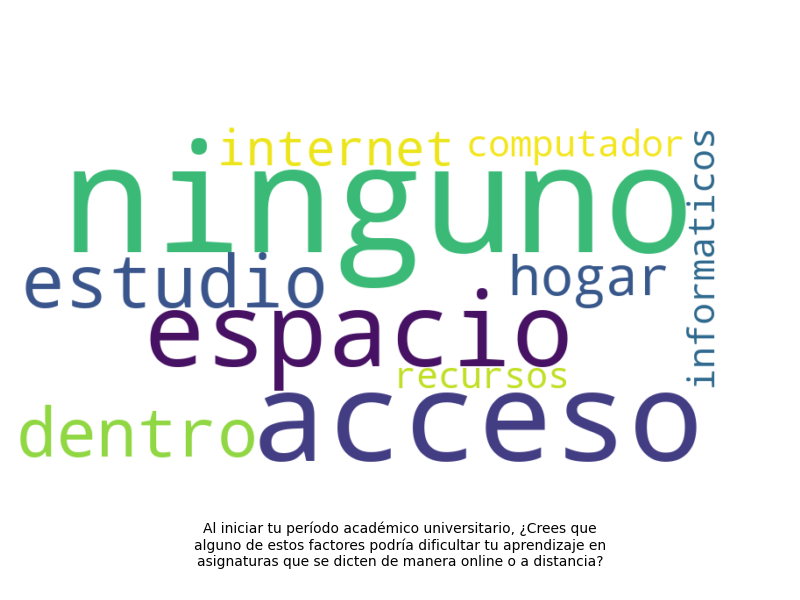 internet
computador
informaticos
ninguno
estudio
hogar
espacio
recursos
dentro
acceso
Al iniciar tu período académico universitario, ¿Crees que
alguno de estos factores podría dificultar tu aprendizaje en
asignaturas que se dicten de manera online o a distancia?